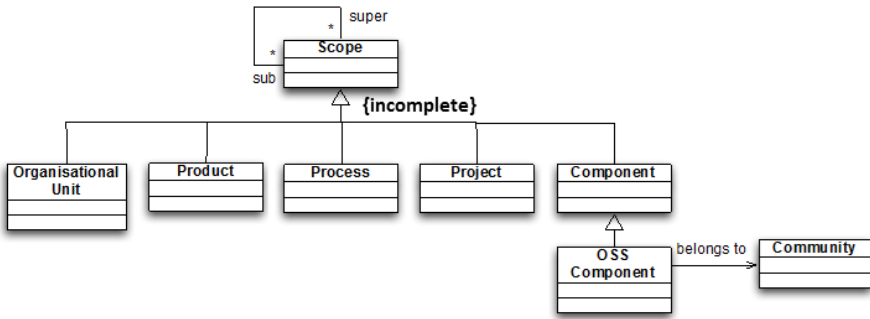 super
*
Scope
*
sub
{incomplete}
Organisational
Unit
Product
Process
Project
Component
OSS
Component
belongs to
Community